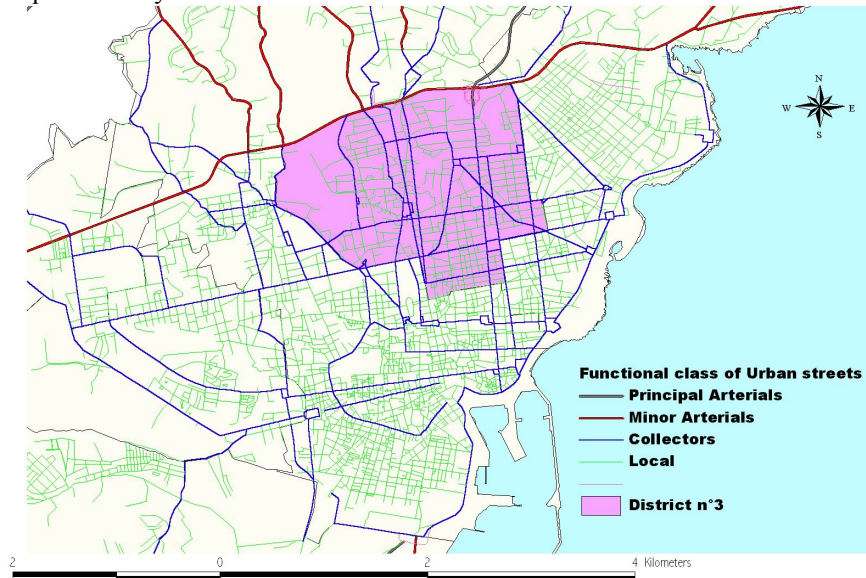 N
W E
S
Functional class of Urban streets
Principal Arterials
Minor Arterials
Collectors
Local
District n°3
2 0 2 4 Kilometers